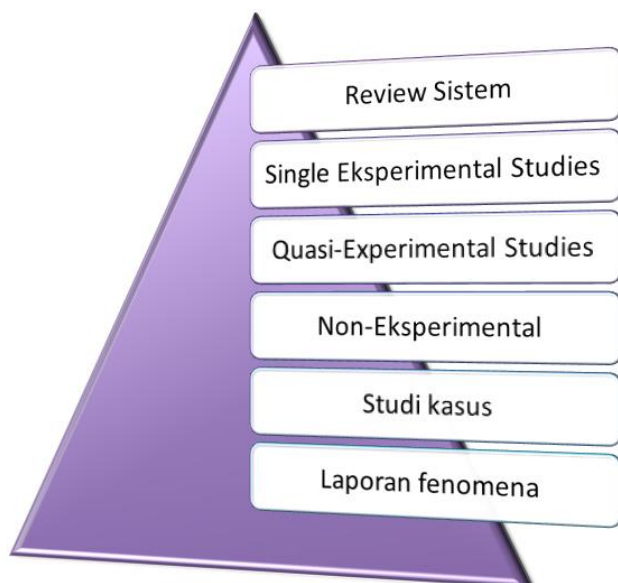 Review Sistem
Single Eksperimental Studies
Quasi-Experimental Studies
Non-Eksperimental
Studi kasus
Laporan fenomena